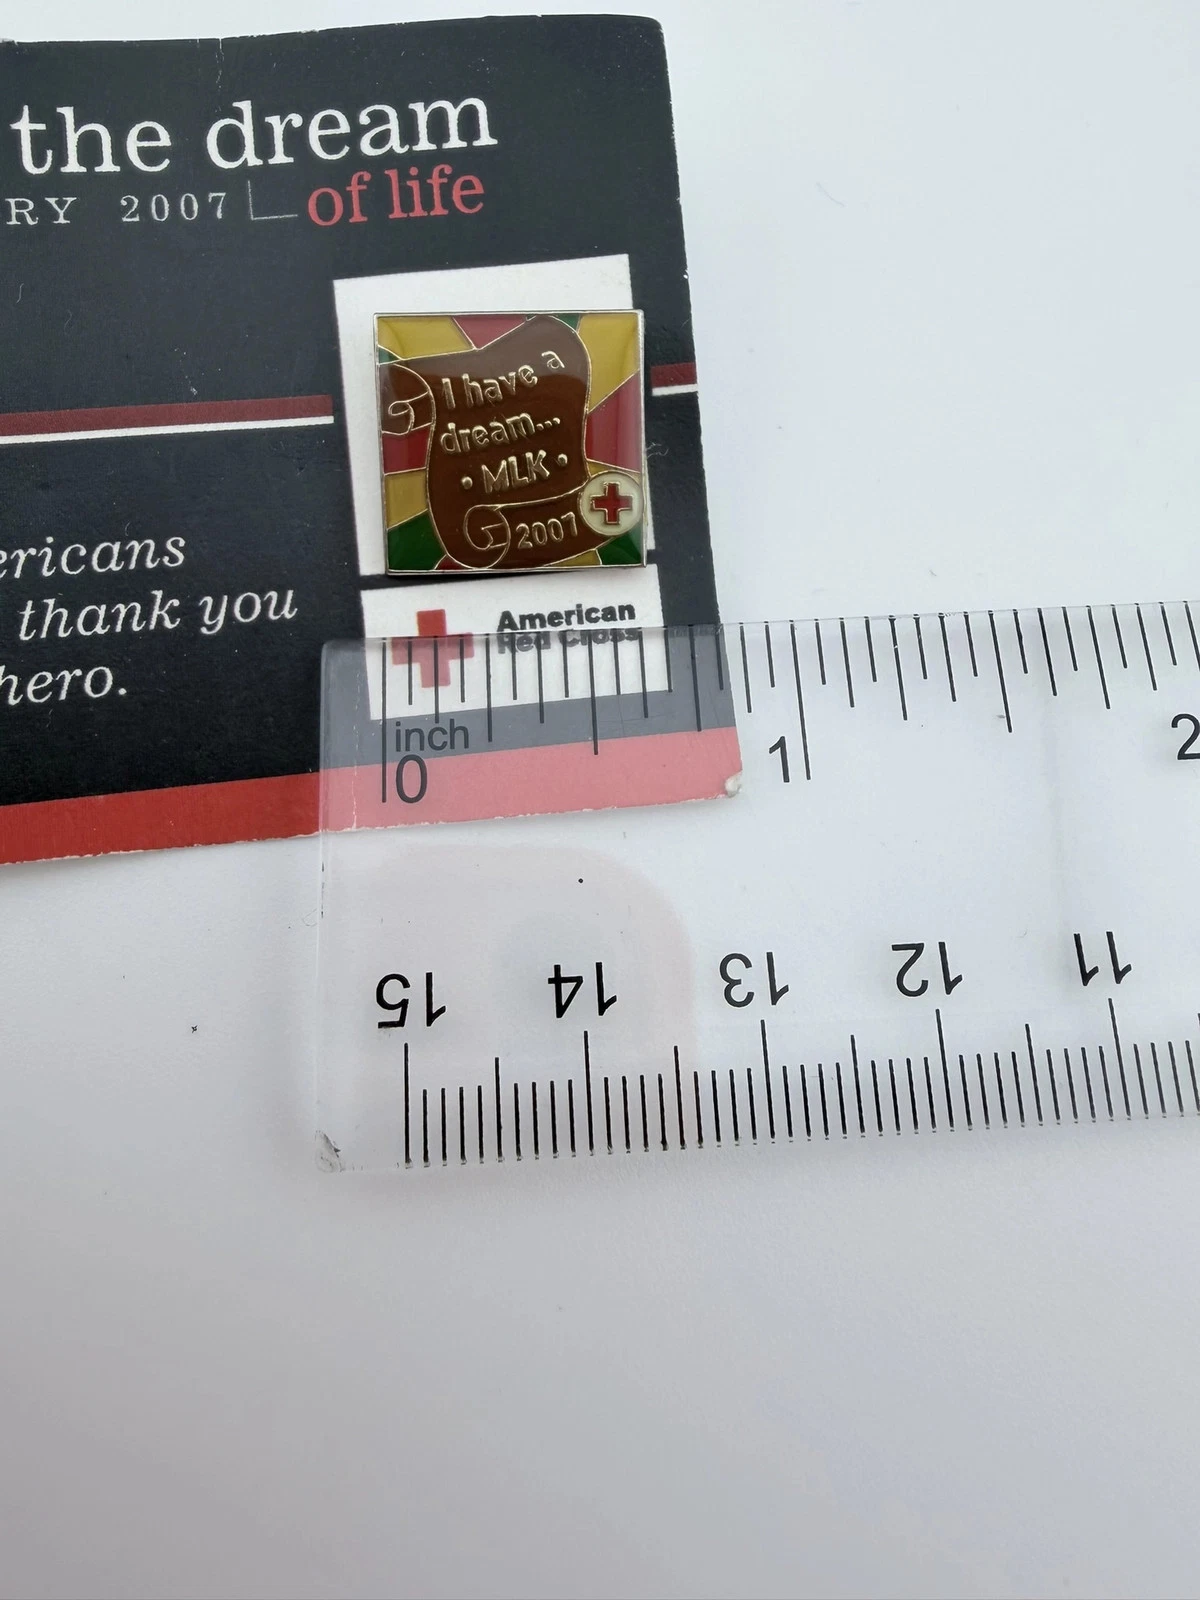 the dream
RY 2007 of life
I have a
dream...
• MLK •
2007
ericans
thank you
hero.
American
Red Cross
inch
0 1 2
15 14 13 12 11